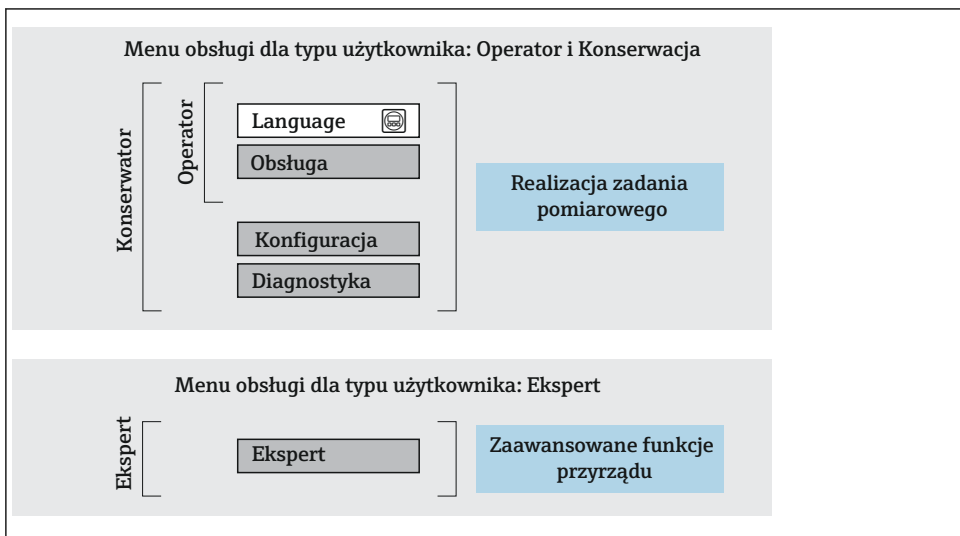 Menu obsługi dla typu użytkownika: Operator i Konserwacja
Konserwator
Operator
Language
Obsługa
Konfiguracja
Diagnostyka
Realizacja zadania
pomiarowego
Menu obsługi dla typu użytkownika: Ekspert
Ekspert
Ekspert
Zaawansowane funkcje
przyrządu